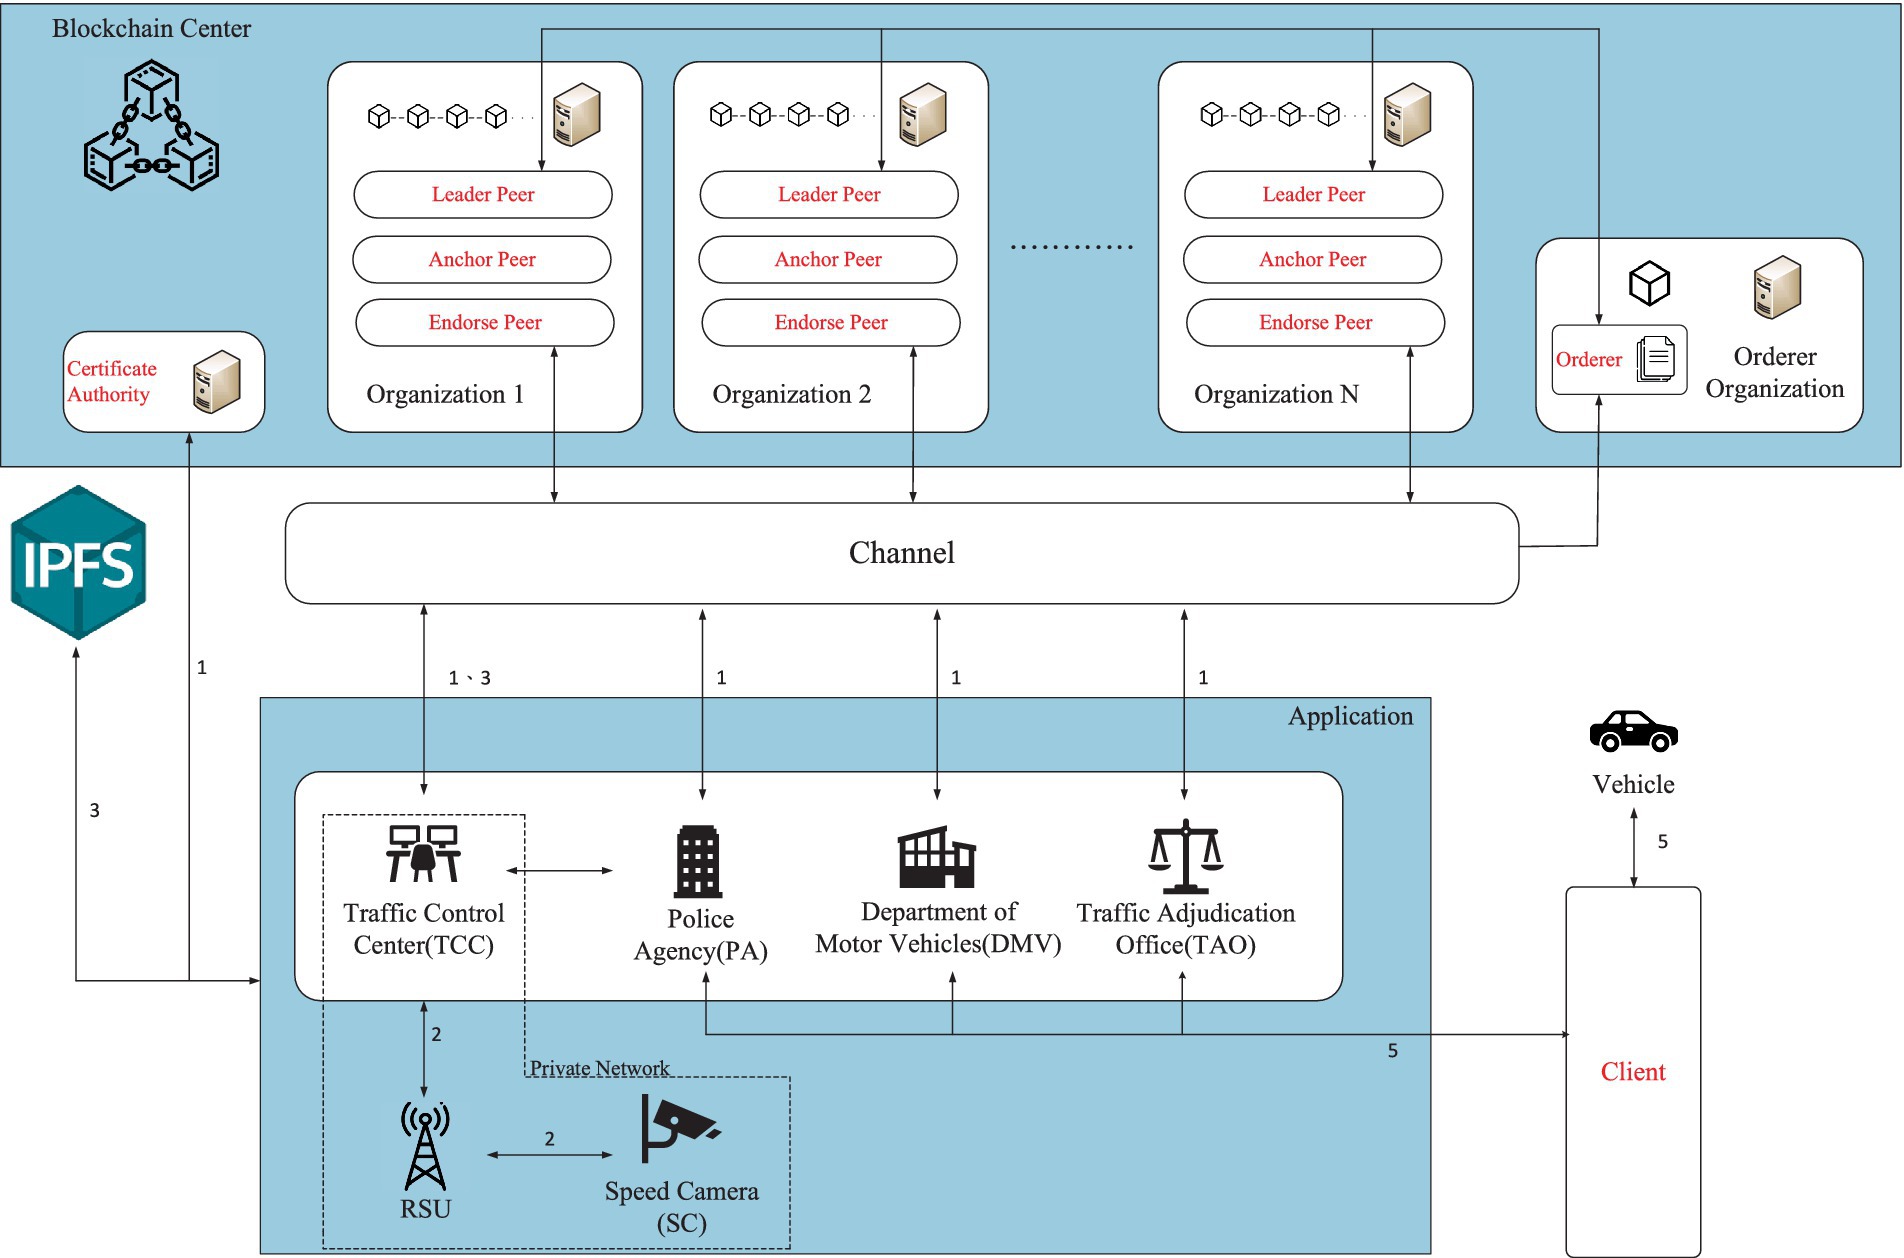 Blockchain Center
Leader Peer
Anchor Peer
Endorse Peer
Organization 1
Leader Peer
Anchor Peer
Endorse Peer
Organization 2
Leader Peer
Anchor Peer
Endorse Peer
Organization N
Certificate
Authority
Orderer
Orderer
Organization
IPFS
Channel
1
1、3
1
1
1
3
Application
Vehicle
5
Traffic Control
Center(TCC)
Police
Agency(PA)
Department of
Motor Vehicles(DMV)
Traffic Adjudication
Office(TAO)
2
5
Private Network
Client
2
RSU
Speed Camera
(SC)